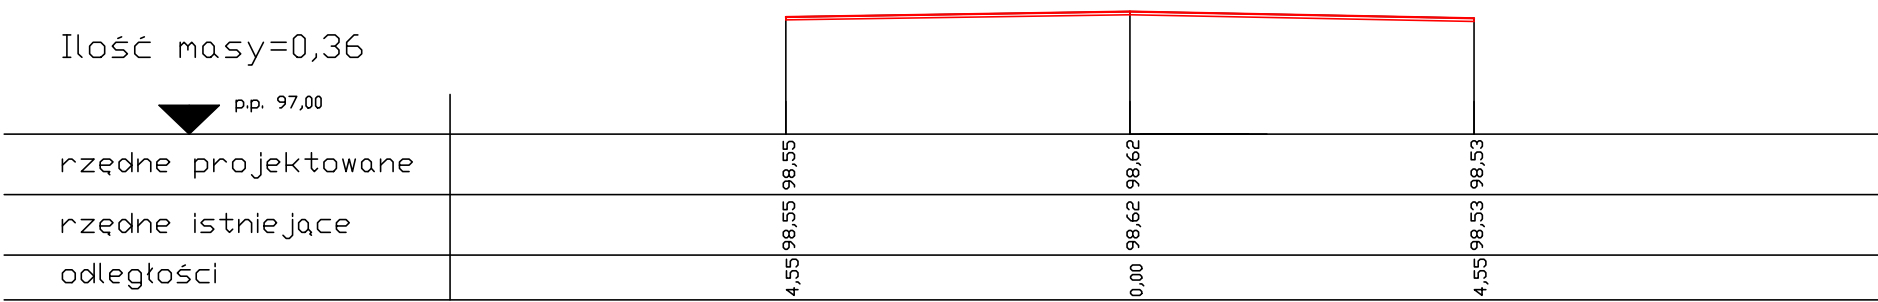 Ilość masy=0,36
p.p. 97,00
rzędne projektowane 98,55 98,62 98,53
rzędne istniejące 98,55 98,62 98,53
odległości 4,55 0,00 4,55